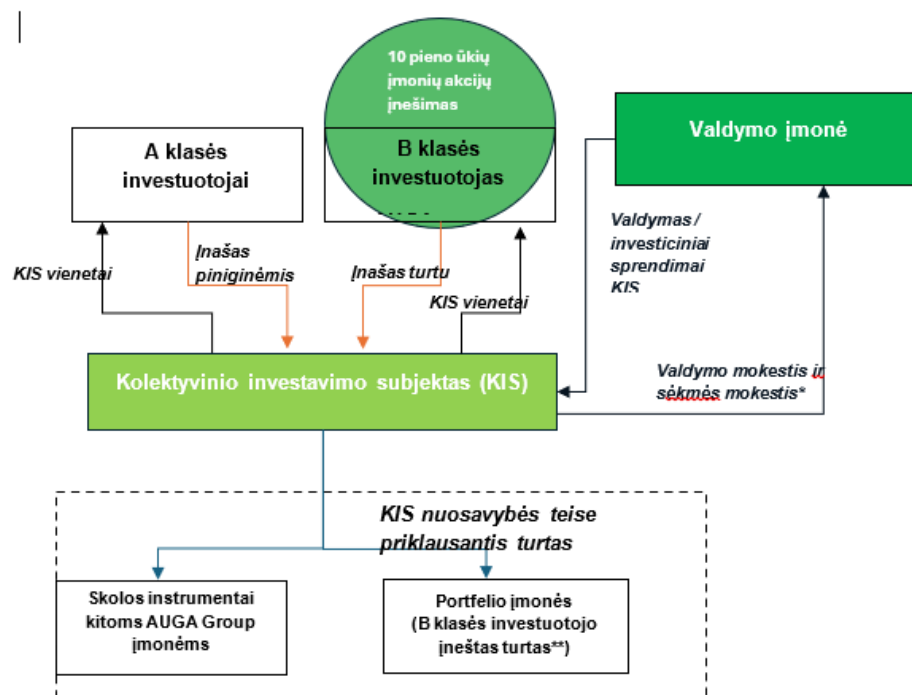 10 pieno ūkių
įmonių akcijų
įnešimas
A klasės
investuotojai
B klasės
investuotojas
Valdymo įmonė
KIS vienetai
Įnašas
piniginėmis
Įnašas turtu
KIS vienetai
Valdymas /
investiciniai
sprendimai
KIS
Kolektyvinio investavimo subjektas (KIS)
Valdymo mokestis ir
sėkmės mokestis*
KIS nuosavybės teise
priklausantis turtas
Skolos instrumentai
kitoms AUGA Group
įmonėms
Portfelio įmonės
(B klasės investuotojo
įneštas turtas**)